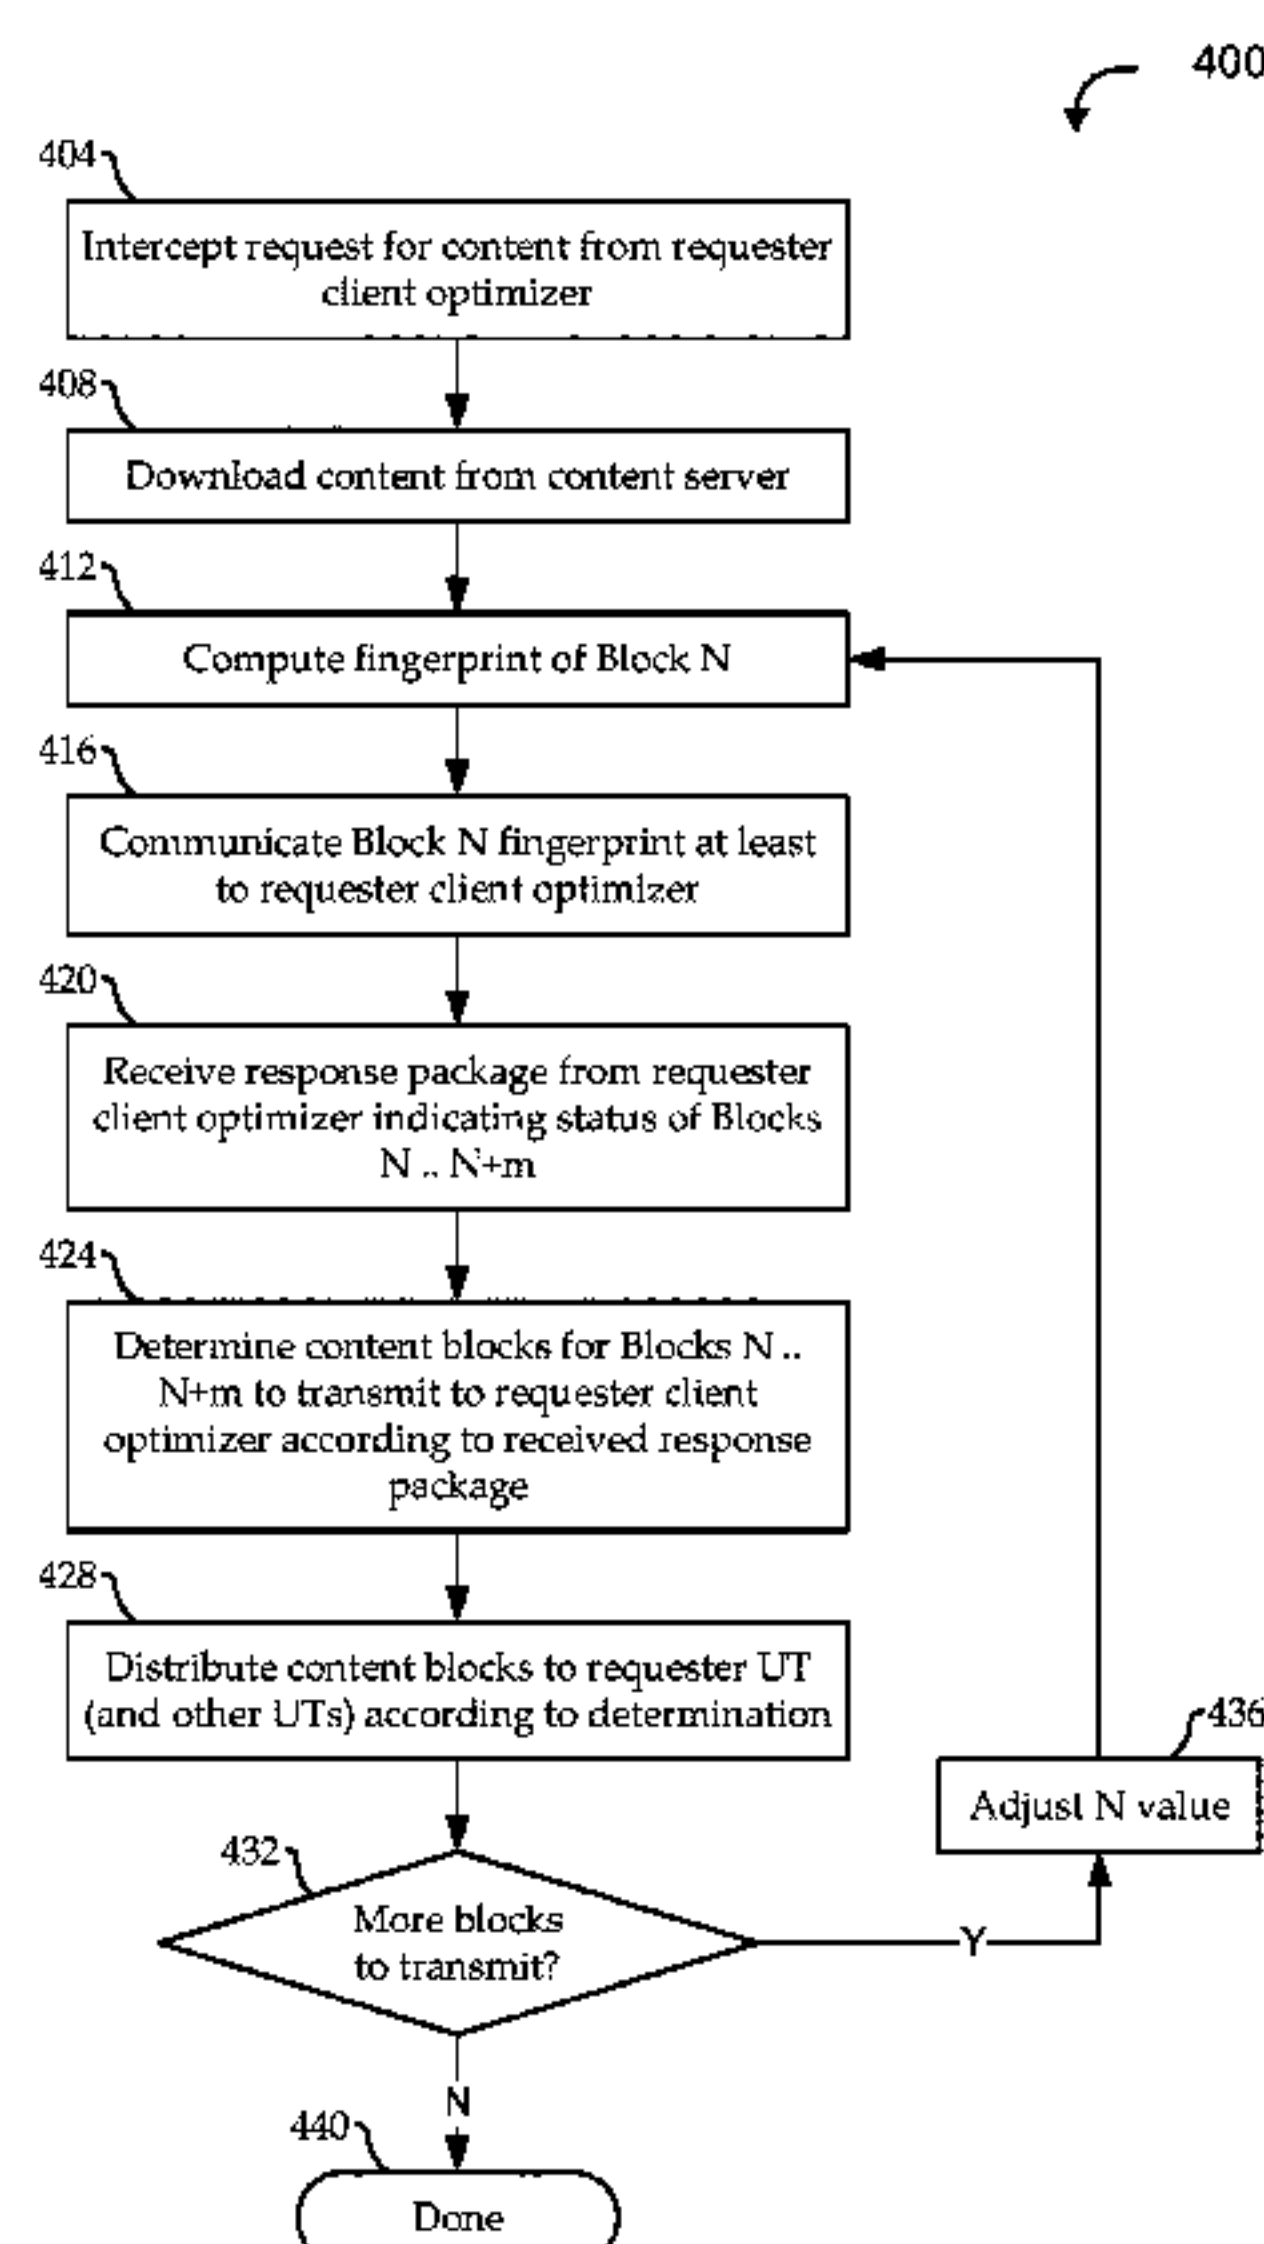 400
404
Intercept request for content from requester
client optimizer
408
Download content from content server
412
Compute fingerprint of Block N
416
Communicate Block N fingerprint at least
to requester client optimizer
420
Receive response package from requester
client optimizer indicating status of Blocks
N .. N+m
424
Determine content blocks for Blocks N ..
N+m to transmit to requester client
optimizer according to received response
package
428
Distribute content blocks to requester UT
(and other UTs) according to determination
436
Adjust N value
432
More blocks
to transmit?
Y
N
440
Done